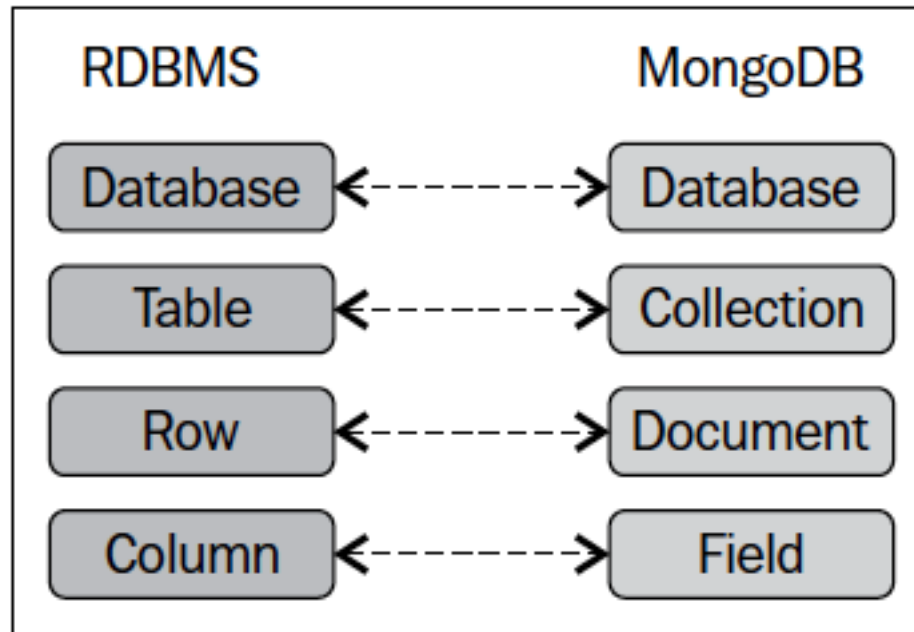 RDBMS MongoDB
Database Database
Table Collection
Row Document
Column Field